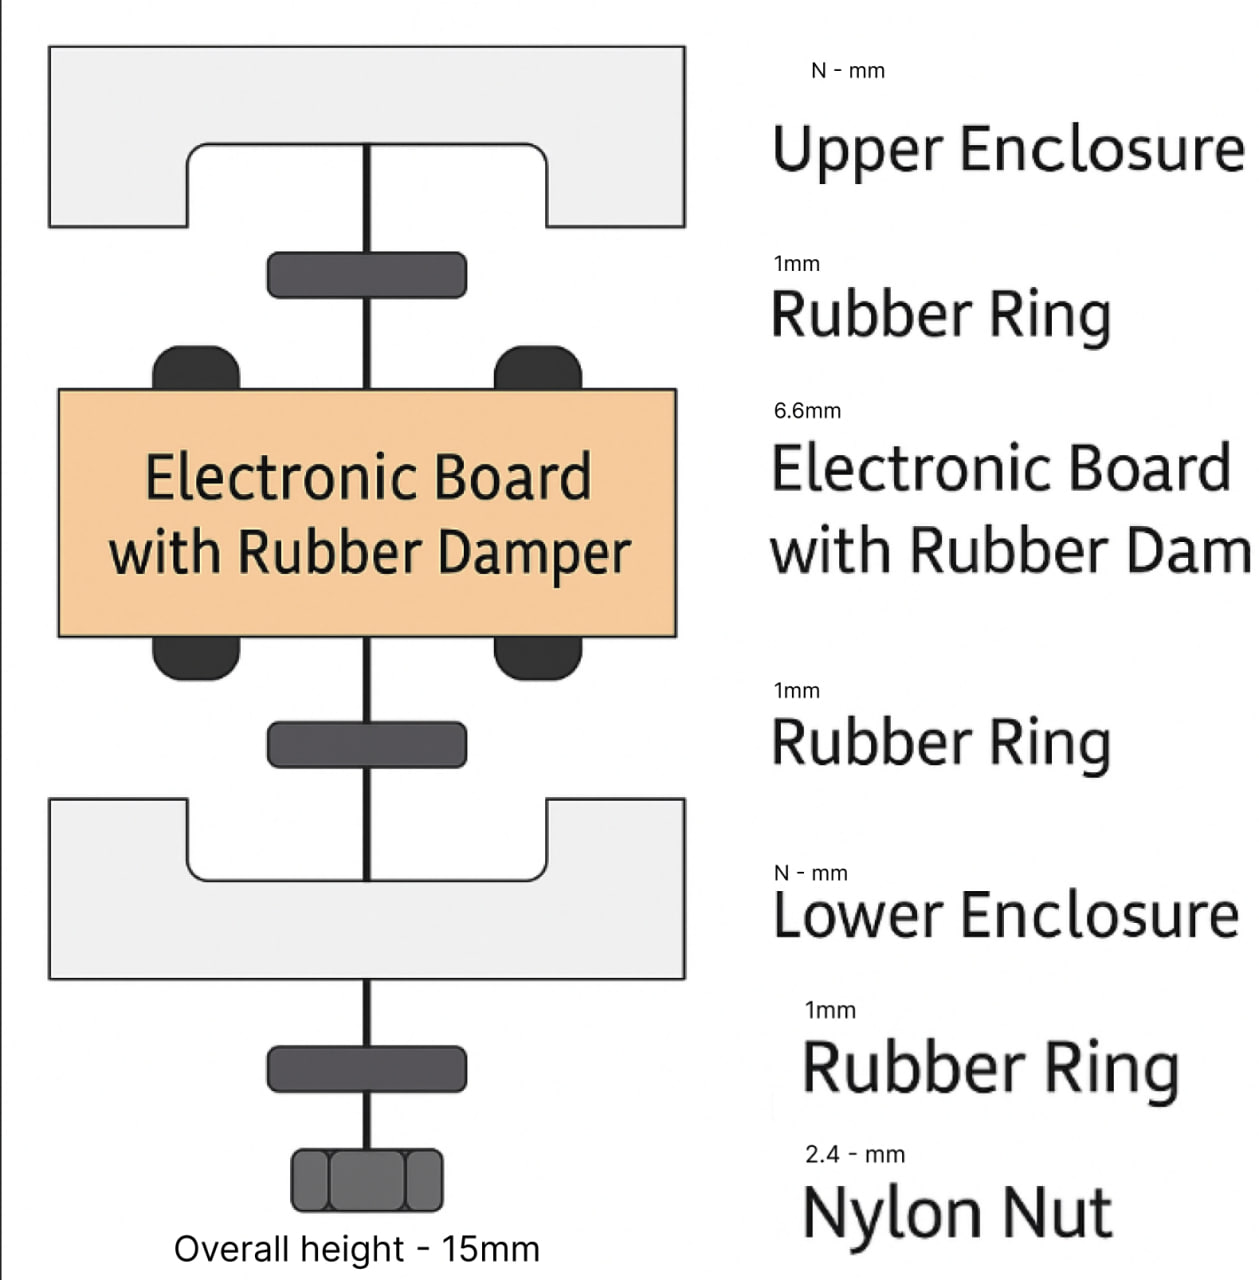 N - mm
Upper Enclosure
1mm
Rubber Ring
6.6mm
Electronic Board
with Rubber Damper
Electronic Board
with Rubber Dam
1mm
Rubber Ring
N - mm
Lower Enclosure
1mm
Rubber Ring
2.4 - mm
Nylon Nut
Overall height - 15mm